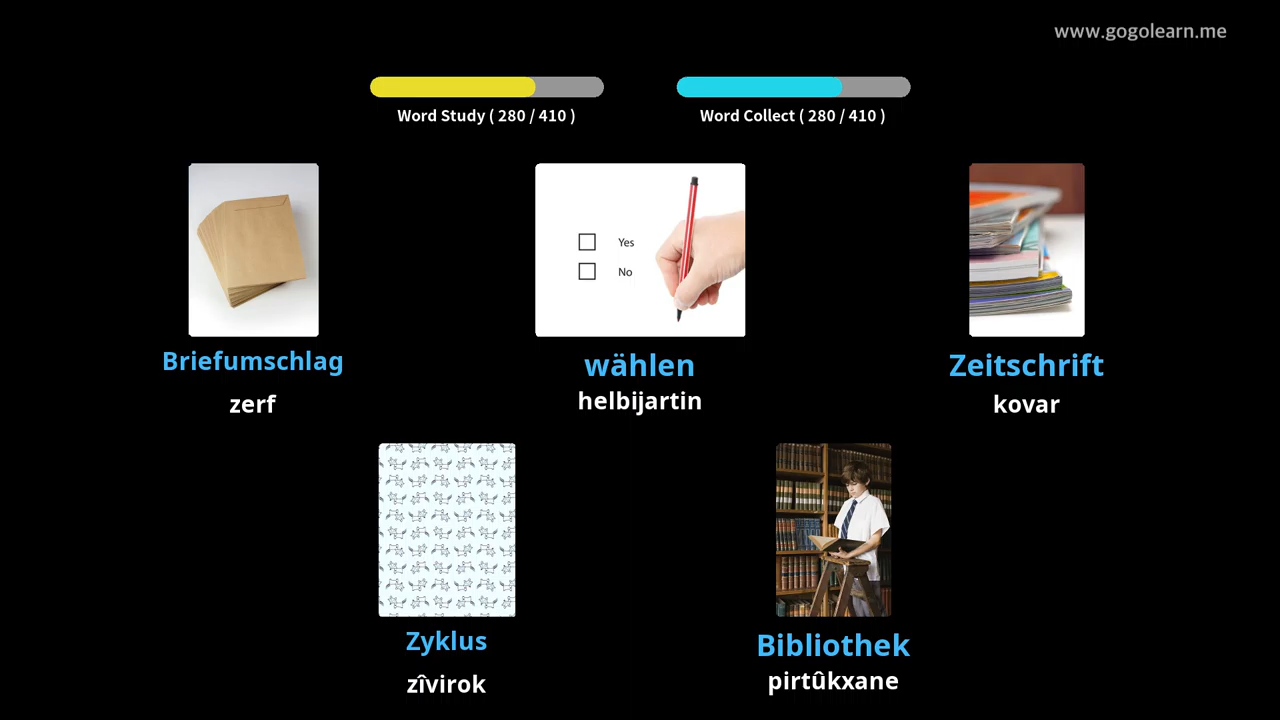 www.gogolearn.me
Word Study ( 280 / 410 )
Word Collect ( 280 / 410 )
Yes
No
Briefumschlag
zerf
wählen
helbijartin
Zeitschrift
kovar
Zyklus
zîvirok
Bibliothek
pirtûkxane